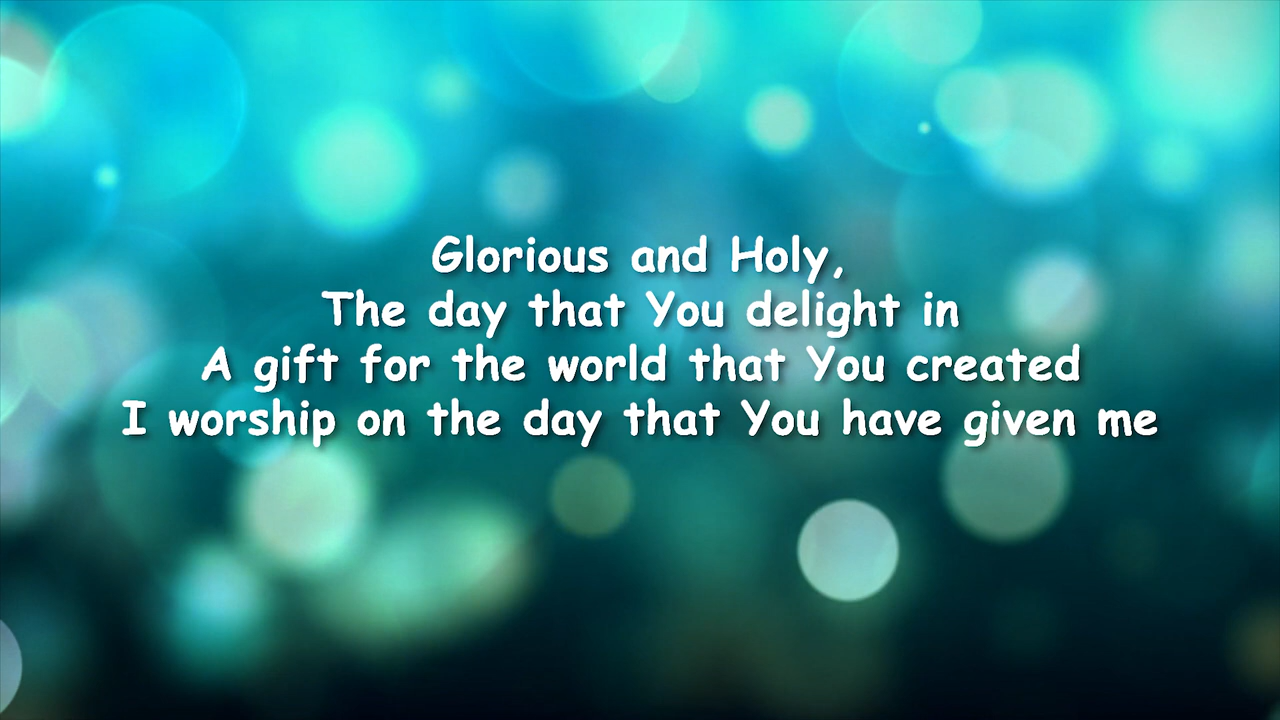 Glorious and Holy,
The day that You delight in
A gift for the world that You created
I worship on the day that You have given me